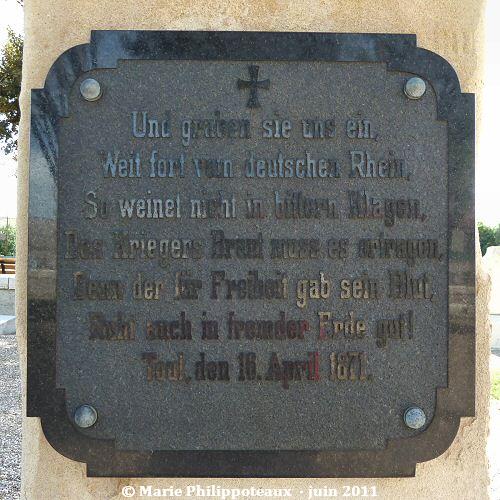 Und graben sie uns ein,
Weit fort vom deutschen Rhein,
So weinet nicht in bittern Klagen,
Des Kriegers Braut muss es ertragen,
Denn der für Freiheit gab sein Blut,
Ruht auch in fremder Erde gut!
Toul, den 16. April 1871.
© Marie Philippoteaux - juin 2011